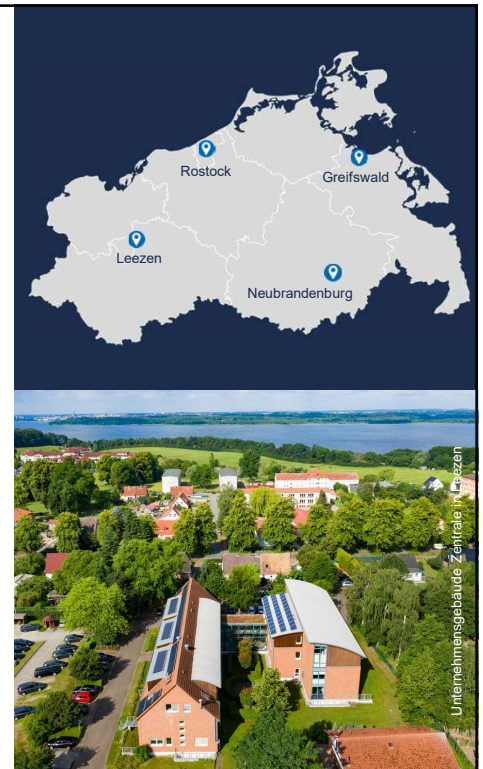 Rostock
Greifswald
Leezen
Neubrandenburg
Unternehmensgebäude Zentrale in Leezen